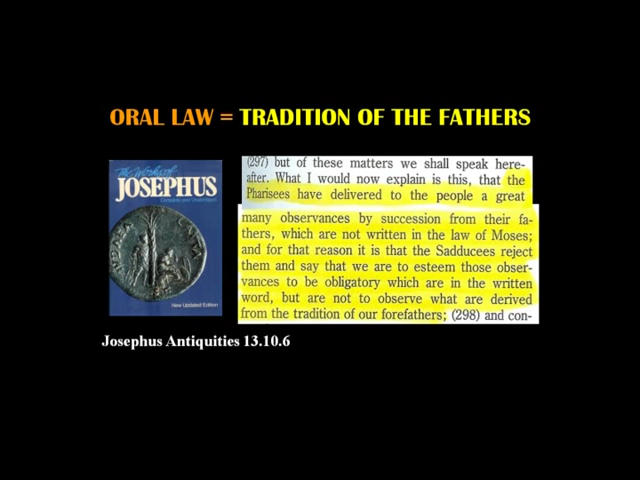 ORAL LAW = TRADITION OF THE FATHERS
The Works of
JOSEPHUS
Complete and Unabridged
New Updated Edition
(297) but of these matters we shall speak here-
after. What I would now explain is this, that the
Pharisees have delivered to the people a great
many observances by succession from their fa-
thers, which are not written in the law of Moses;
and for that reason it is that the Sadducees reject
them and say that we are to esteem those obser-
vances to be obligatory which are in the written
word, but are not to observe what are derived
from the tradition of our forefathers; (298) and con-
Josephus Antiquities 13.10.6